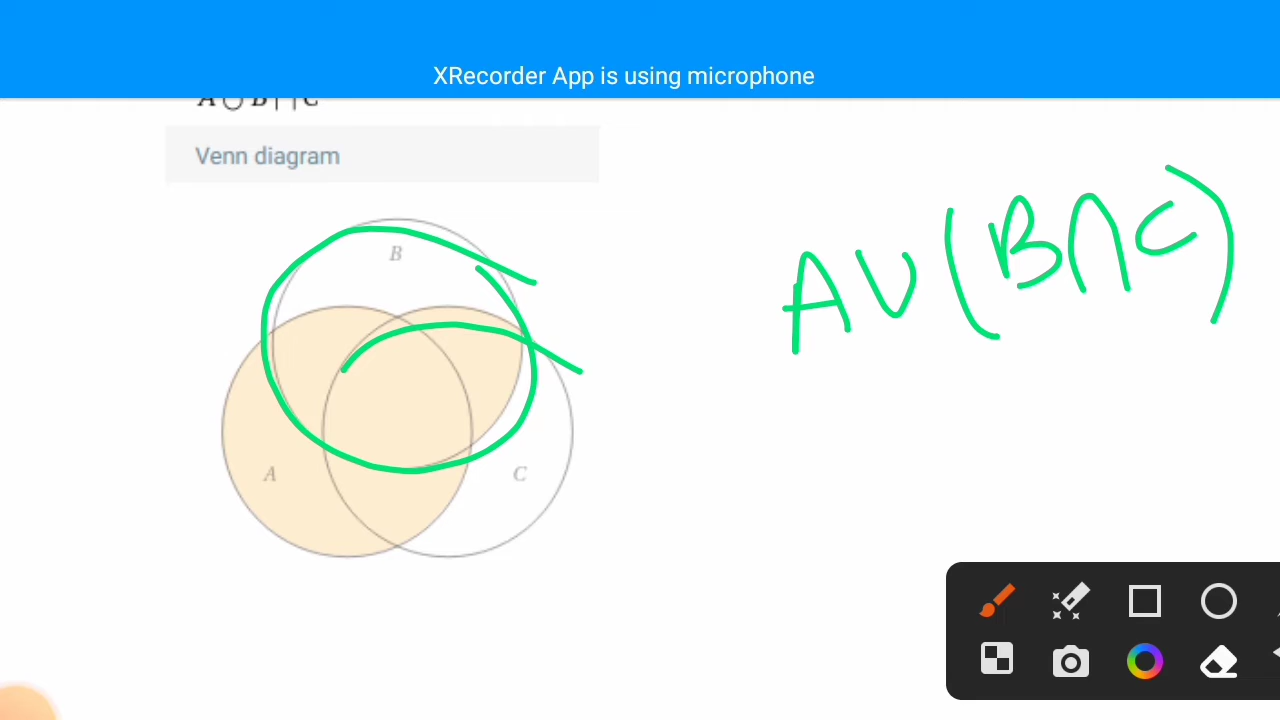 XRecorder App is using microphone
A ∪ B ∩ C
Venn diagram
B
A∪(B∩C)
A
C